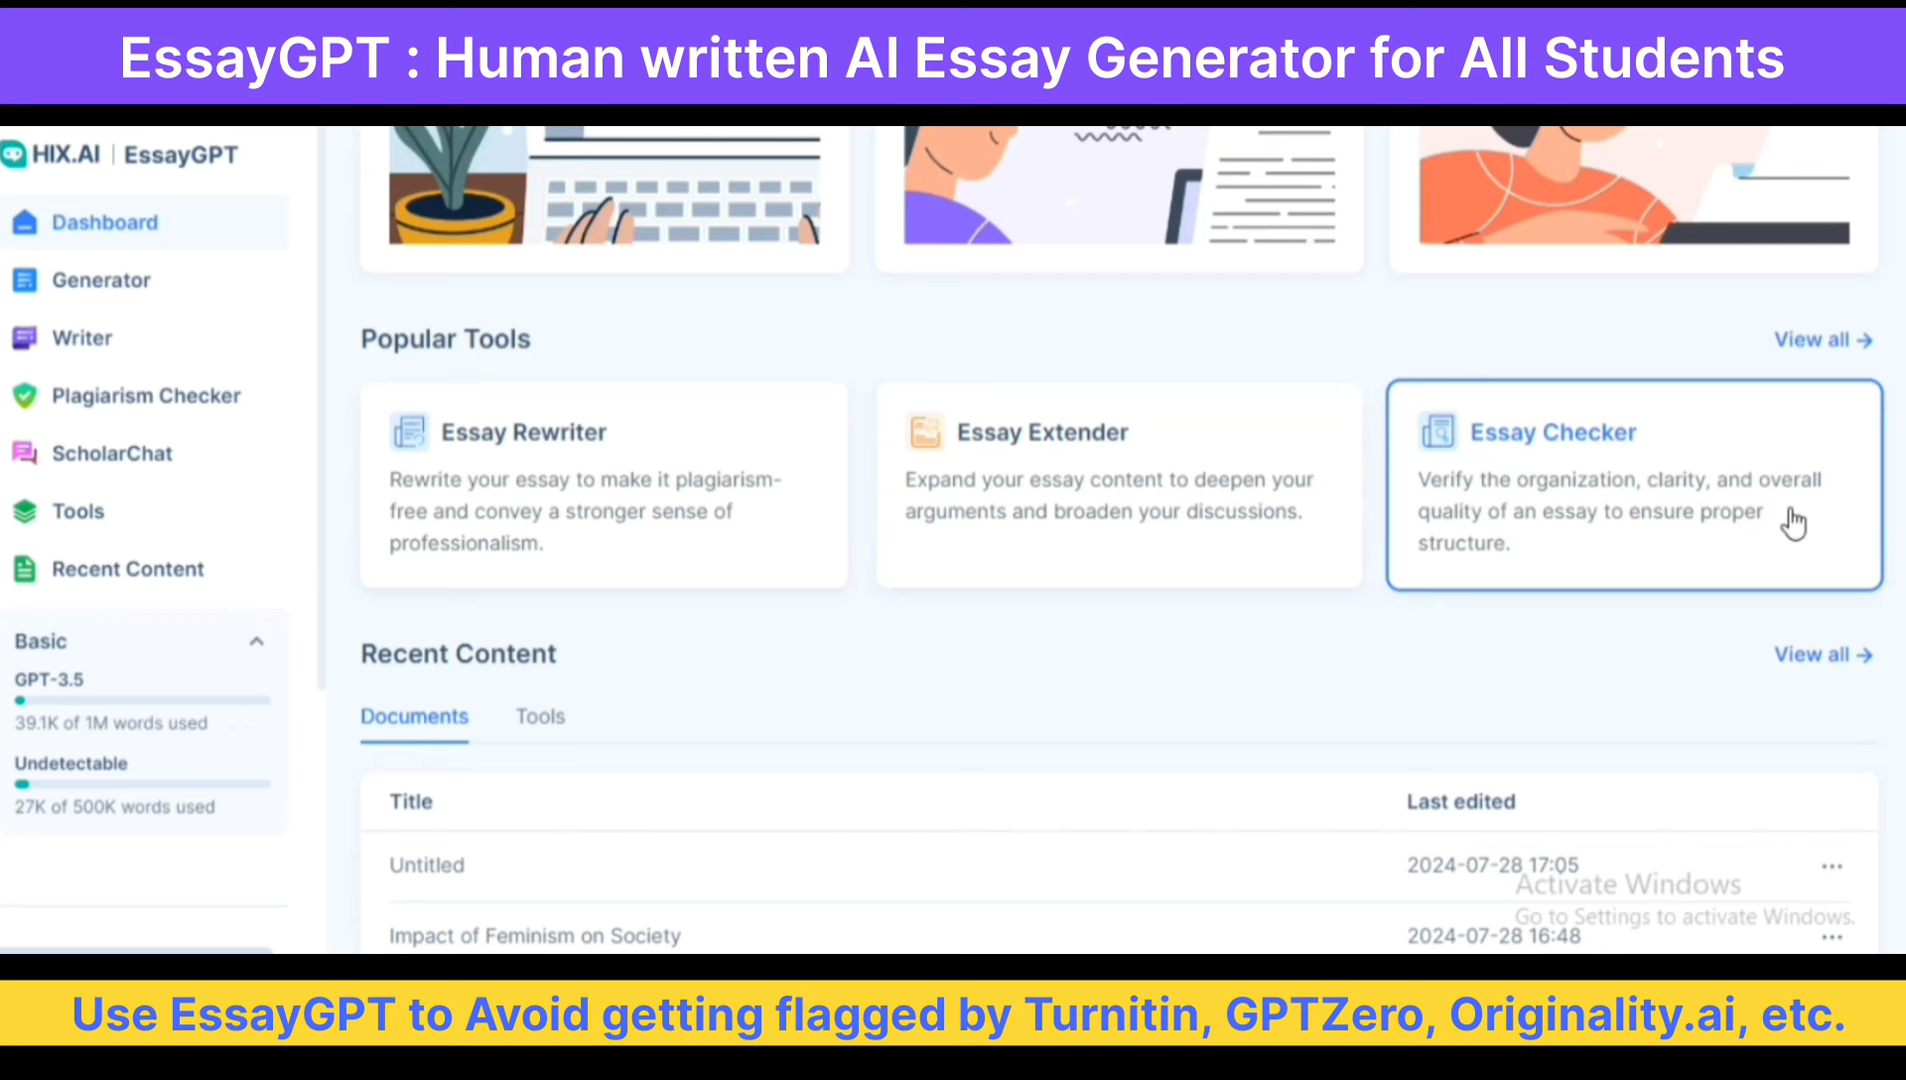 EssayGPT : Human written AI Essay Generator for All Students
HIX.AI | EssayGPT
Dashboard
Generator
Writer
Plagiarism Checker
ScholarChat
Tools
Recent Content
Basic
GPT-3.5
39.1K of 1M words used
Undetectable
27K of 500K words used
Popular Tools
View all →
Essay Rewriter
Rewrite your essay to make it plagiarism-
free and convey a stronger sense of
professionalism.
Essay Extender
Expand your essay content to deepen your
arguments and broaden your discussions.
Essay Checker
Verify the organization, clarity, and overall
quality of an essay to ensure proper
structure.
Recent Content
View all →
Documents Tools
Title Last edited
Untitled 2024-07-28 17:05
Impact of Feminism on Society 2024-07-28 16:48
Activate Windows
Go to Settings to activate Windows.
Use EssayGPT to Avoid getting flagged by Turnitin, GPTZero, Originality.ai, etc.